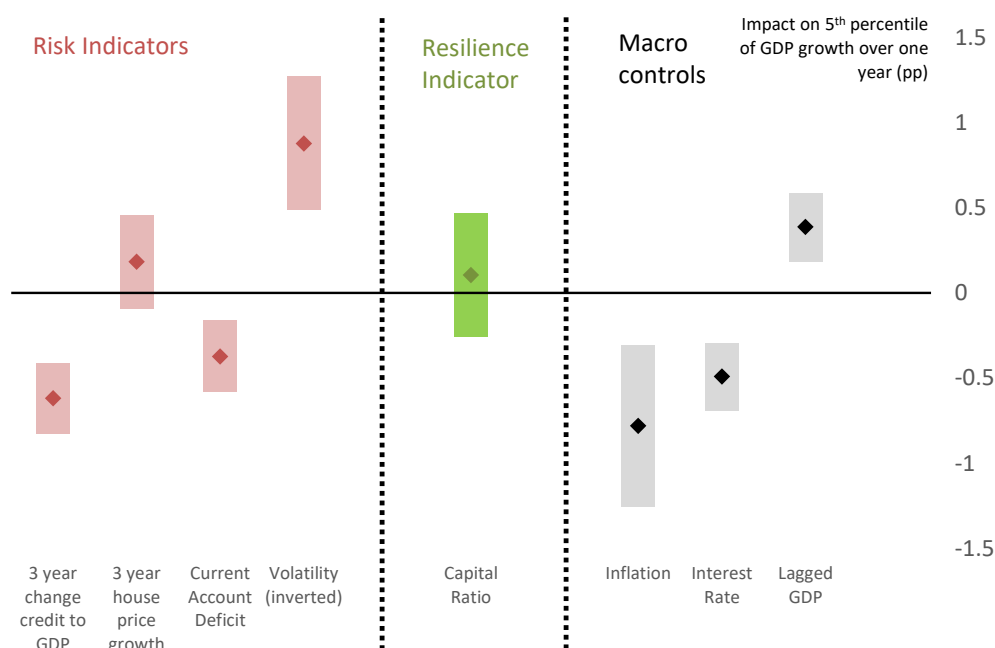 Risk Indicators
Resilience
Indicator
Macro
controls
Impact on 5th percentile
of GDP growth over one
year (pp)
1.5
1
0.5
0
-0.5
-1
-1.5
3 year
change
credit to
GDP
3 year
house
price
growth
Current
Account
Deficit
Volatility
(inverted)
Capital
Ratio
Inflation
Interest
Rate
Lagged
GDP